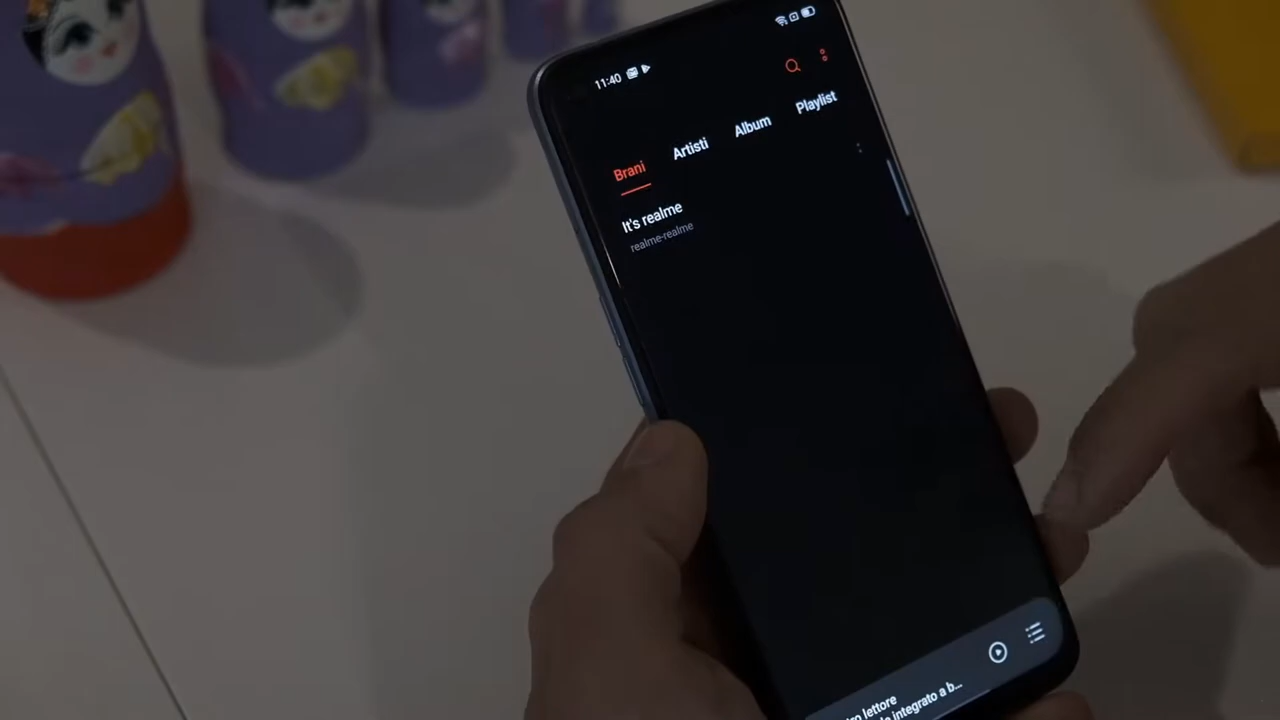 11:40
Brani Artisti Album Playlist
It's realme
realme-realme
lettore
integrato a b...